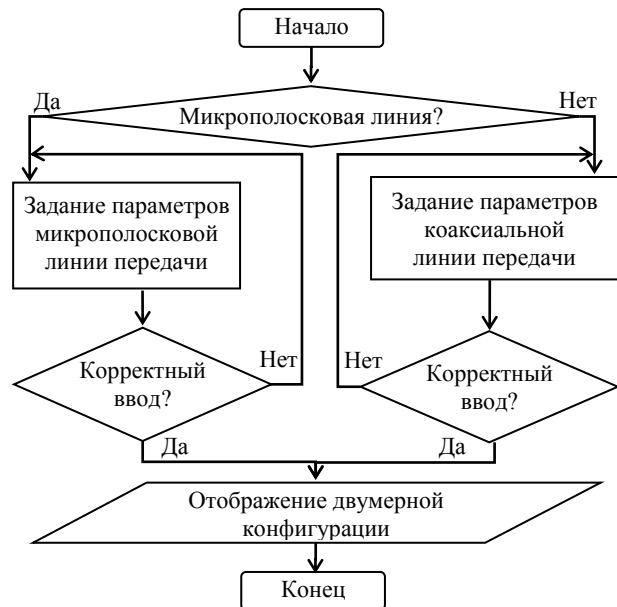 Начало
Да
Нет
Микрополосковая линия?
Задание параметров
микрополосковой
линии передачи
Задание параметров
коаксиальной
линии передачи
Корректный
ввод?
Нет
Нет
Корректный
ввод?
Да
Да
Отображение двумерной
конфигурации
Конец